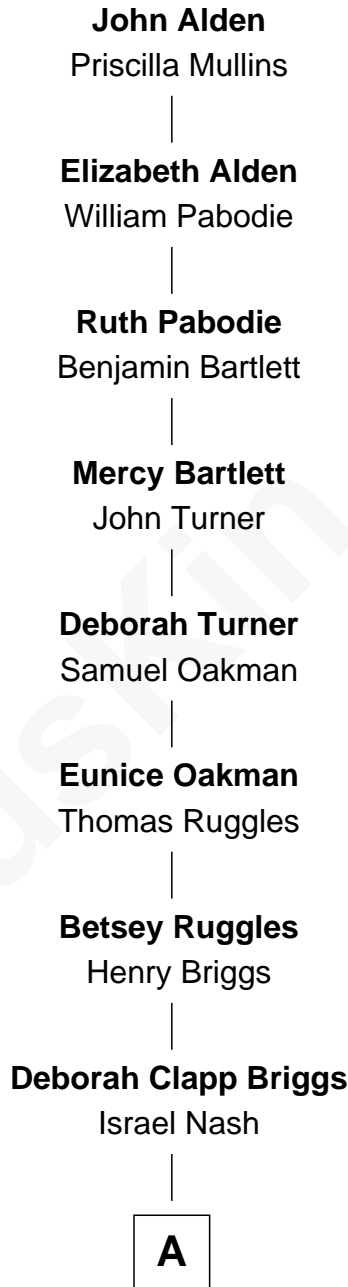 John Alden
Priscilla Mullins
Elizabeth Alden
William Pabodie
Ruth Pabodie
Benjamin Bartlett
Mercy Bartlett
John Turner
Deborah Turner
Samuel Oakman
Eunice Oakman
Thomas Ruggles
Betsey Ruggles
Henry Briggs
Deborah Clapp Briggs
Israel Nash
A